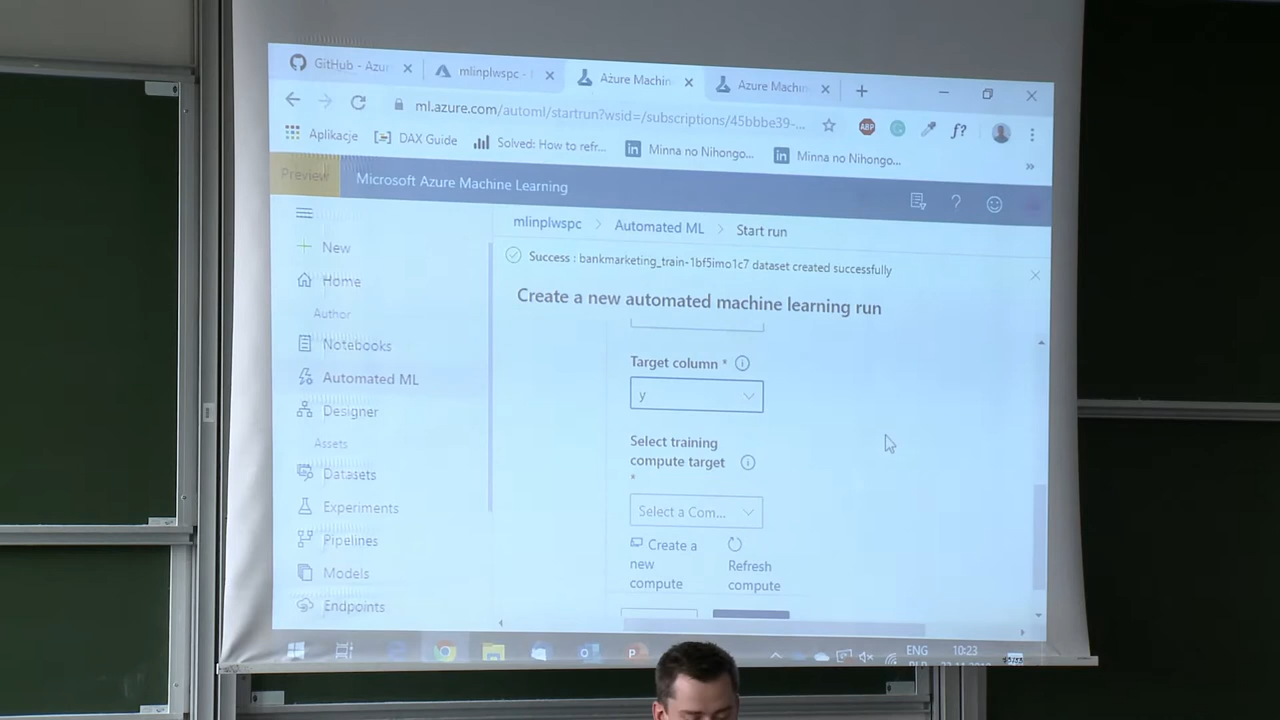 GitHub - Azu
mlinplwspc -
Azure Machin
Azure Machin
ml.azure.com/automl/startrun?wsid=/subscriptions/45bbbe39-...
ABP
f?
Aplikacje
DAX Guide
Solved: How to refr...
Minna no Nihongo...
Minna no Nihongo...
Preview
Microsoft Azure Machine Learning
New
Home
Author
Notebooks
Automated ML
Designer
Assets
Datasets
Experiments
Pipelines
Models
Endpoints
mlinplwspc > Automated ML > Start run
Success : bankmarketing_train-1bf5imo1c7 dataset created successfully
Create a new automated machine learning run
Target column *
y
Select training
compute target
*
Select a Com...
Create a
new
compute
Refresh
compute
ENG
10:23